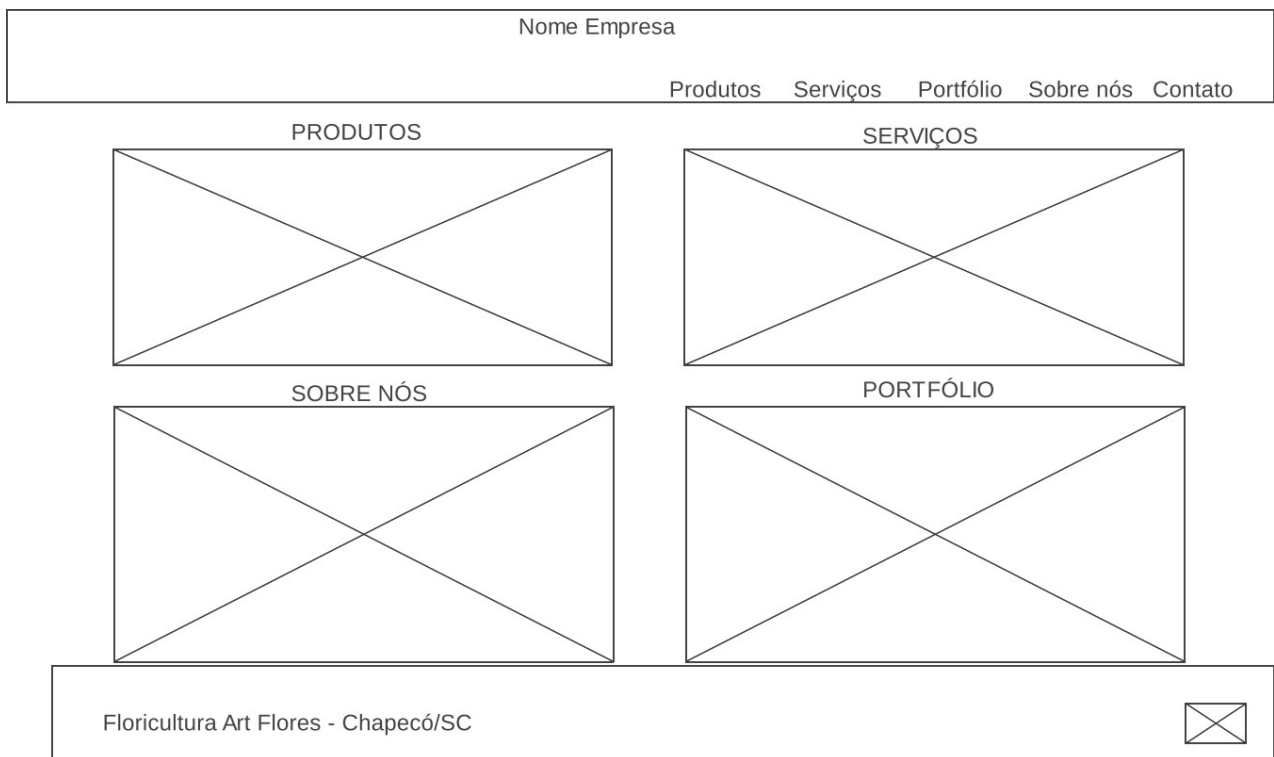 Nome Empresa
Produtos Serviços Portfólio Sobre nós Contato
PRODUTOS
SERVIÇOS
SOBRE NÓS
PORTFÓLIO
Floricultura Art Flores - Chapecó/SC